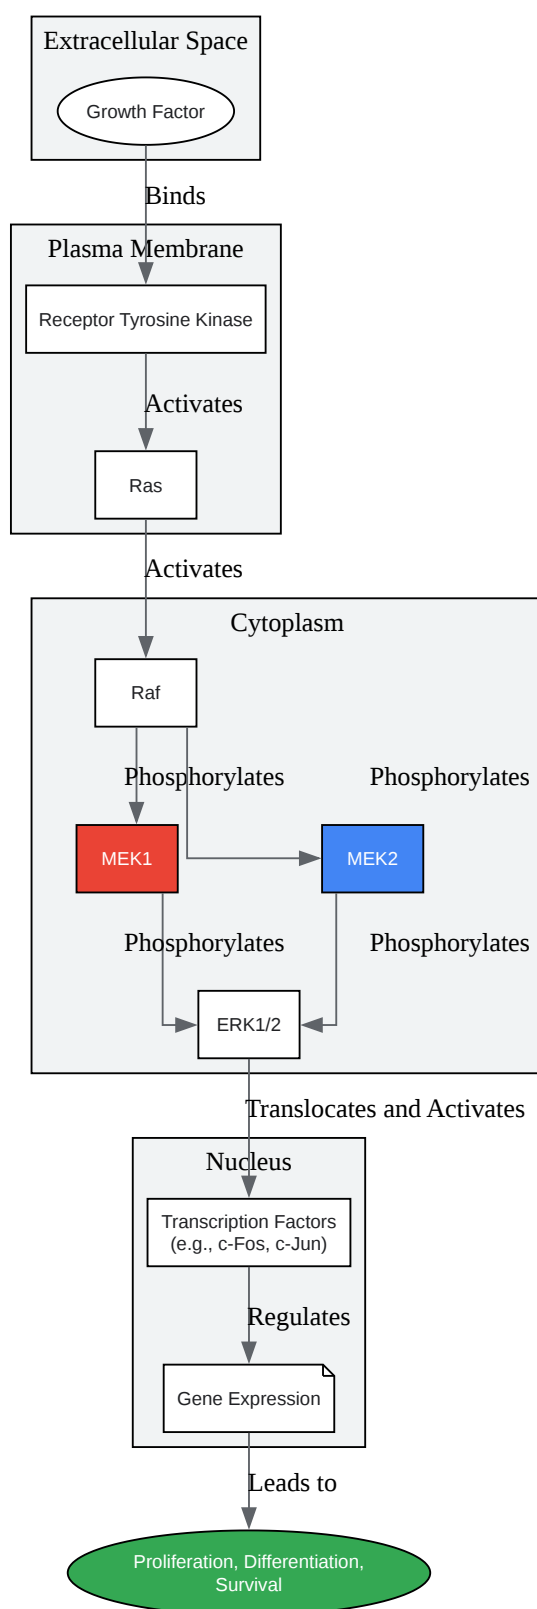 Extracellular Space
Growth Factor
Binds
Plasma Membrane
Receptor Tyrosine Kinase
Activates
Ras
Activates
Cytoplasm
Raf
Phosphorylates
Phosphorylates
MEK1
MEK2
Phosphorylates
Phosphorylates
ERK1/2
Translocates and Activates
Nucleus
Transcription Factors
(e.g., c-Fos, c-Jun)
Regulates
Gene Expression
Leads to
Proliferation, Differentiation,
Survival